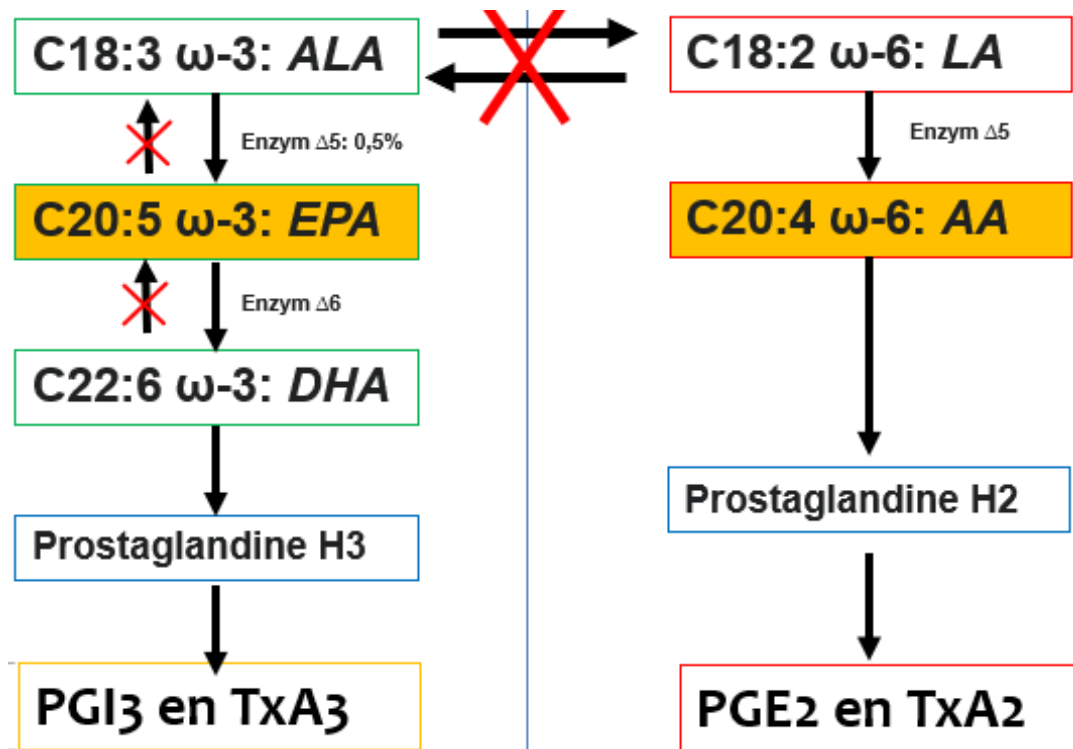 C18:3 ω-3: ALA
Enzym Δ5: 0,5%
C20:5 ω-3: EPA
Enzym Δ6
C22:6 ω-3: DHA
Prostaglandine H3
PGI3 en TxA3
C18:2 ω-6: LA
Enzym Δ5
C20:4 ω-6: AA
Prostaglandine H2
PGE2 en TxA2